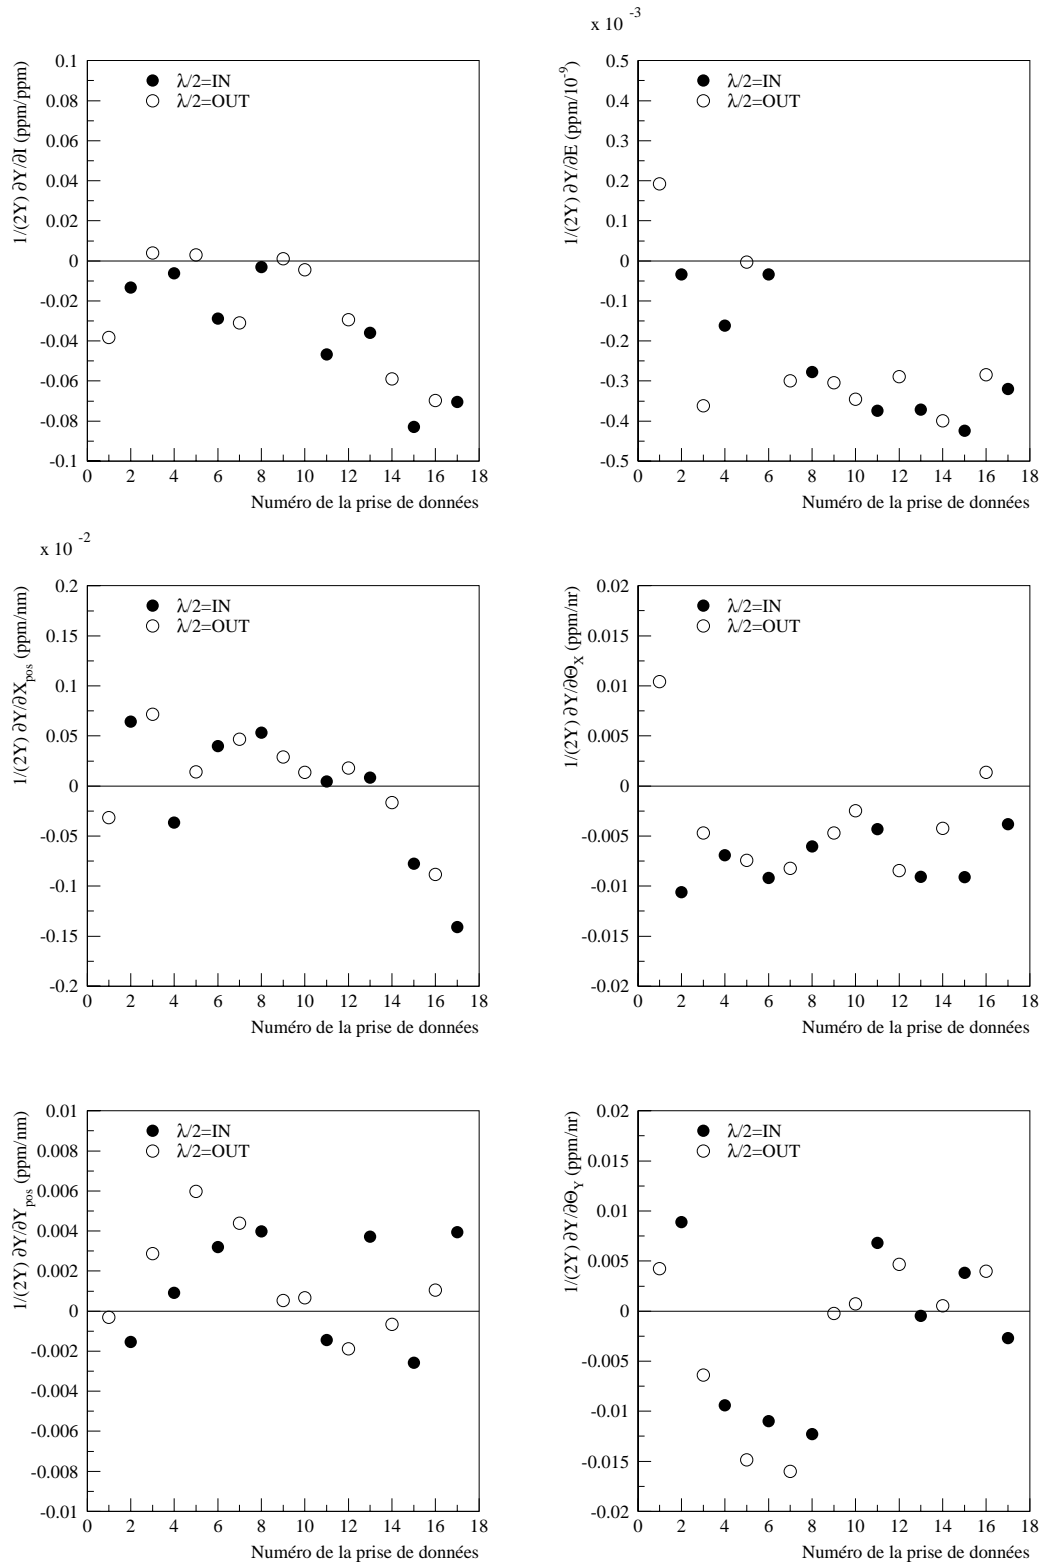 x 10 -3
1/(2Y) ∂Y/∂I (ppm/ppm)
0.1
0.08
0.06
0.04
0.02
0
-0.02
-0.04
-0.06
-0.08
-0.1
λ/2=IN
λ/2=OUT
0 2 4 6 8 10 12 14 16 18
Numéro de la prise de données
1/(2Y) ∂Y/∂E (ppm/10-9)
0.5
0.4
0.3
0.2
0.1
0
-0.1
-0.2
-0.3
-0.4
-0.5
λ/2=IN
λ/2=OUT
0 2 4 6 8 10 12 14 16 18
Numéro de la prise de données
x 10 -2
1/(2Y) ∂Y/∂Xpos (ppm/nm)
0.2
0.15
0.1
0.05
0
-0.05
-0.1
-0.15
-0.2
λ/2=IN
λ/2=OUT
0 2 4 6 8 10 12 14 16 18
Numéro de la prise de données
1/(2Y) ∂Y/∂ΘX (ppm/nr)
0.02
0.015
0.01
0.005
0
-0.005
-0.01
-0.015
-0.02
λ/2=IN
λ/2=OUT
0 2 4 6 8 10 12 14 16 18
Numéro de la prise de données
1/(2Y) ∂Y/∂Ypos (ppm/nm)
0.01
0.008
0.006
0.004
0.002
0
-0.002
-0.004
-0.006
-0.008
-0.01
λ/2=IN
λ/2=OUT
0 2 4 6 8 10 12 14 16 18
Numéro de la prise de données
1/(2Y) ∂Y/∂ΘY (ppm/nr)
0.02
0.015
0.01
0.005
0
-0.005
-0.01
-0.015
-0.02
λ/2=IN
λ/2=OUT
0 2 4 6 8 10 12 14 16 18
Numéro de la prise de données